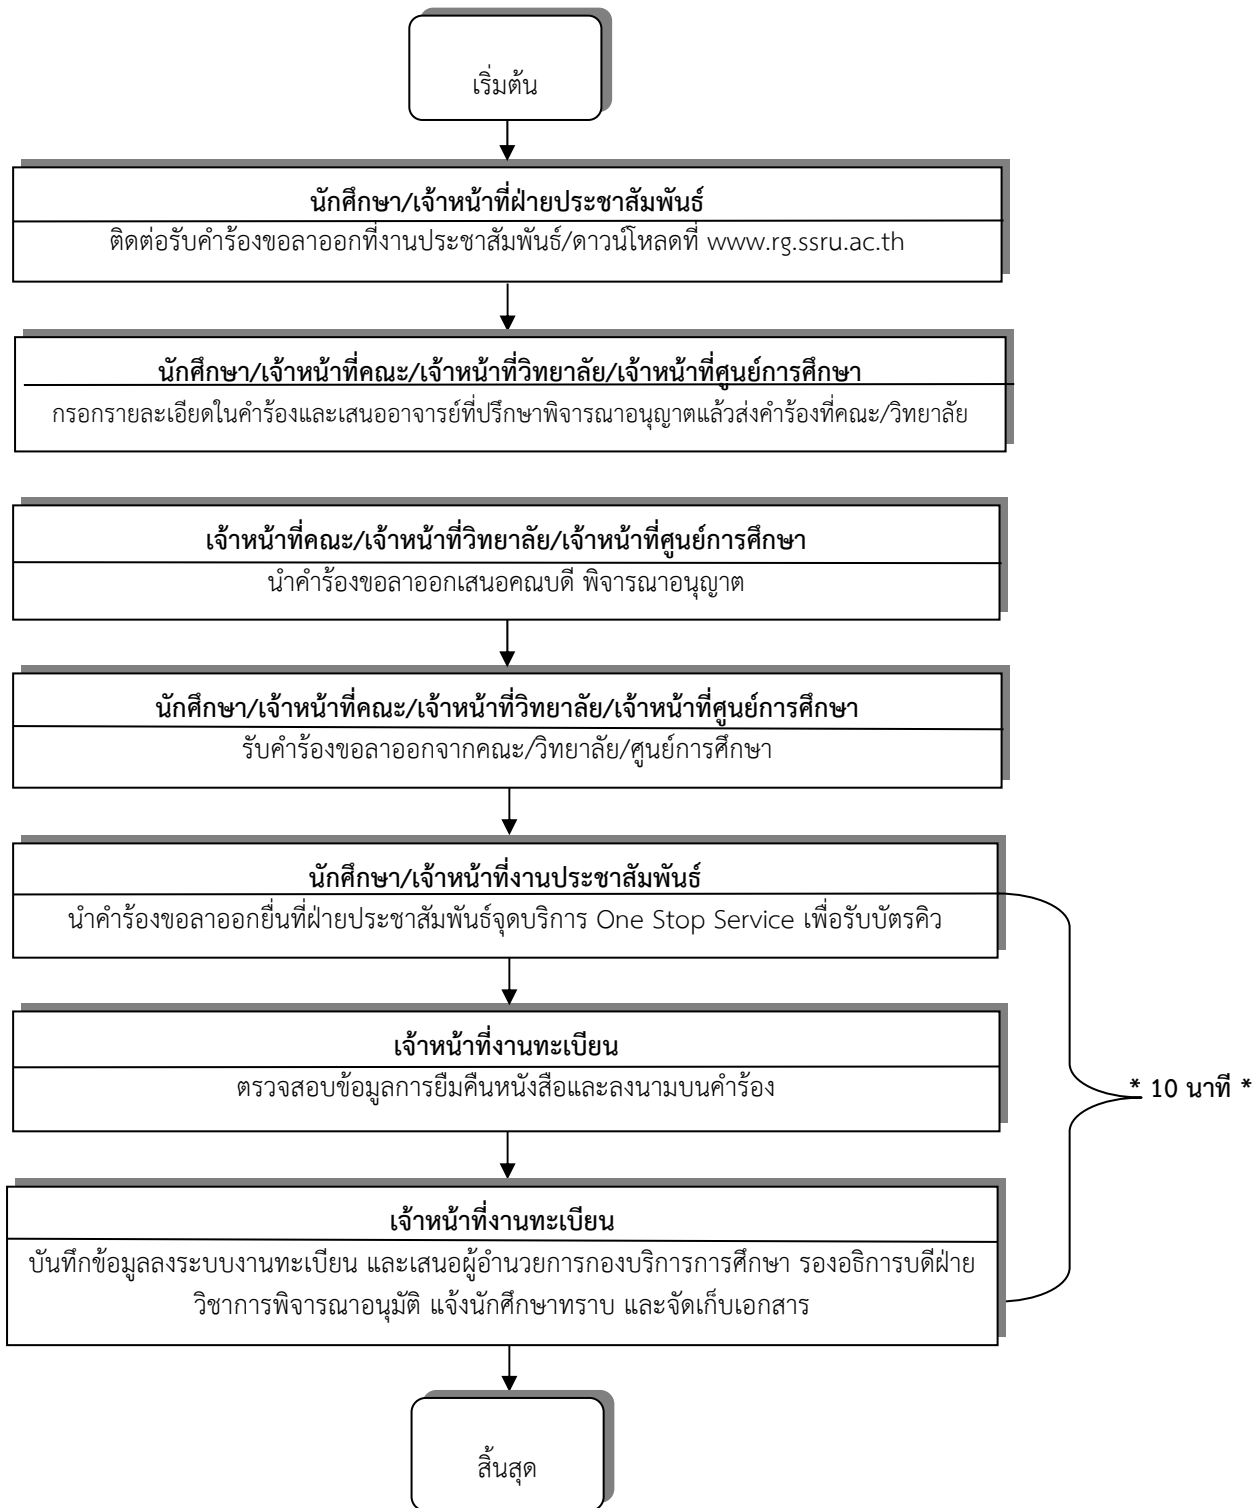 เริ่มต้น
นักศึกษา/เจ้าหน้าที่ฝ่ายประชาสัมพันธ์
ติดต่อรับคำร้องขอลาออกที่งานประชาสัมพันธ์/ดาวน์โหลดที่ www.rg.ssru.ac.th
นักศึกษา/เจ้าหน้าที่คณะ/เจ้าหน้าที่วิทยาลัย/เจ้าหน้าที่ศูนย์การศึกษา
กรอกรายละเอียดในคำร้องและเสนออาจารย์ที่ปรึกษาพิจารณาอนุญาตแล้วส่งคำร้องที่คณะ/วิทยาลัย
เจ้าหน้าที่คณะ/เจ้าหน้าที่วิทยาลัย/เจ้าหน้าที่ศูนย์การศึกษา
นำคำร้องขอลาออกเสนอคณบดี พิจารณาอนุญาต
นักศึกษา/เจ้าหน้าที่คณะ/เจ้าหน้าที่วิทยาลัย/เจ้าหน้าที่ศูนย์การศึกษา
รับคำร้องขอลาออกจากคณะ/วิทยาลัย/ศูนย์การศึกษา
นักศึกษา/เจ้าหน้าที่งานประชาสัมพันธ์
นำคำร้องขอลาออกยื่นที่ฝ่ายประชาสัมพันธ์จุดบริการ One Stop Service เพื่อรับบัตรคิว
เจ้าหน้าที่งานทะเบียน
ตรวจสอบข้อมูลการยืมคืนหนังสือและลงนามบนคำร้อง
* 10 นาที *
เจ้าหน้าที่งานทะเบียน
บันทึกข้อมูลลงระบบงานทะเบียน และเสนอผู้อำนวยการกองบริการการศึกษา รองอธิการบดีฝ่าย
วิชาการพิจารณาอนุมัติ แจ้งนักศึกษาทราบ และจัดเก็บเอกสาร
สิ้นสุด